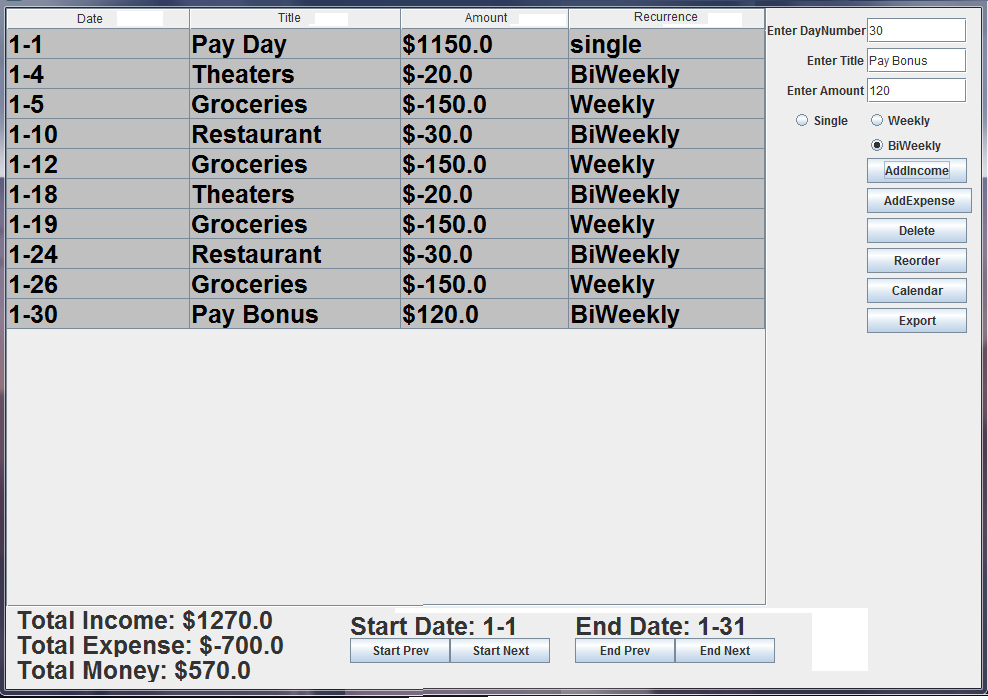 Date Title Amount Recurrence
1-1 Pay Day $1150.0 single
1-4 Theaters $-20.0 BiWeekly
1-5 Groceries $-150.0 Weekly
1-10 Restaurant $-30.0 BiWeekly
1-12 Groceries $-150.0 Weekly
1-18 Theaters $-20.0 BiWeekly
1-19 Groceries $-150.0 Weekly
1-24 Restaurant $-30.0 BiWeekly
1-26 Groceries $-150.0 Weekly
1-30 Pay Bonus $120.0 BiWeekly
Enter DayNumber 30
Enter Title Pay Bonus
Enter Amount 120
Single Weekly
BiWeekly
AddIncome
AddExpense
Delete
Reorder
Calendar
Export
Total Income: $1270.0
Total Expense: $-700.0
Total Money: $570.0
Start Date: 1-1
Start Prev Start Next
End Date: 1-31
End Prev End Next